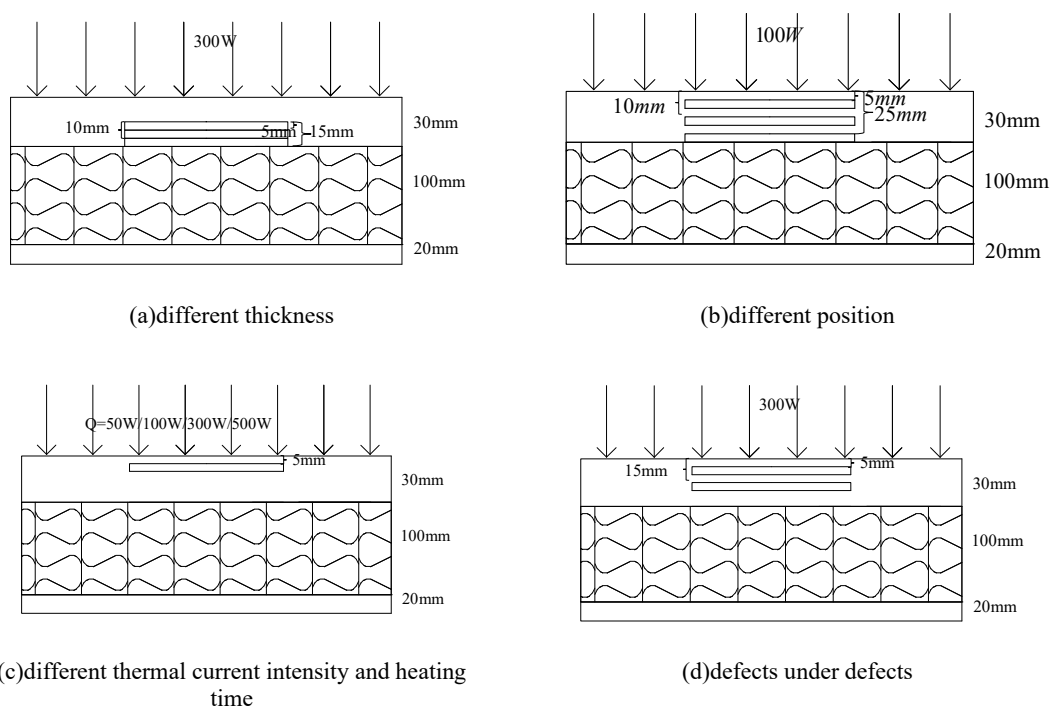 300W
10mm
5mm
15mm
30mm
100mm
20mm
(a)different thickness
100W
10mm
5mm
25mm
30mm
100mm
20mm
(b)different position
Q=50W/100W/300W/500W
5mm
30mm
100mm
20mm
(c)different thermal current intensity and heating
time
300W
15mm
5mm
30mm
100mm
20mm
(d)defects under defects